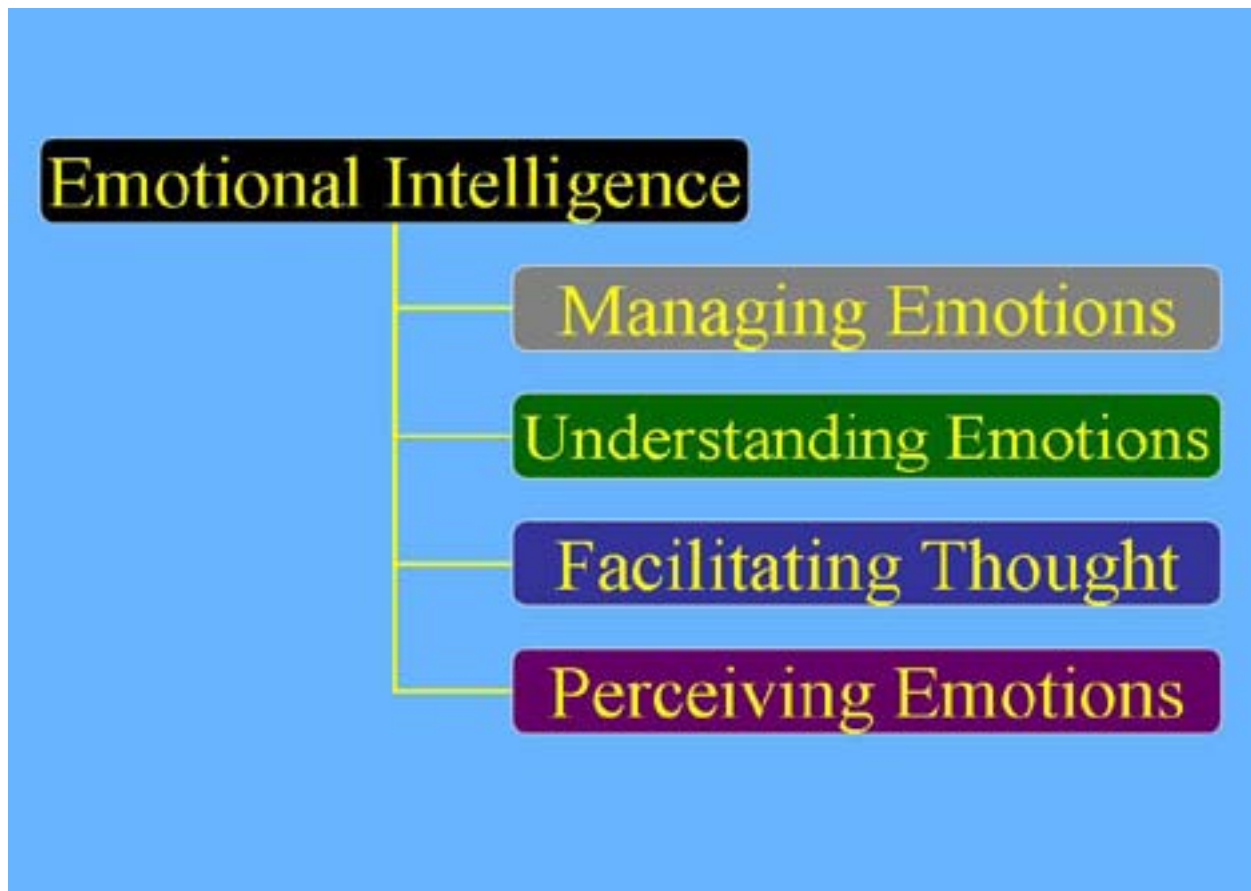 Emotional Intelligence
Managing Emotions
Understanding Emotions
Facilitating Thought
Perceiving Emotions